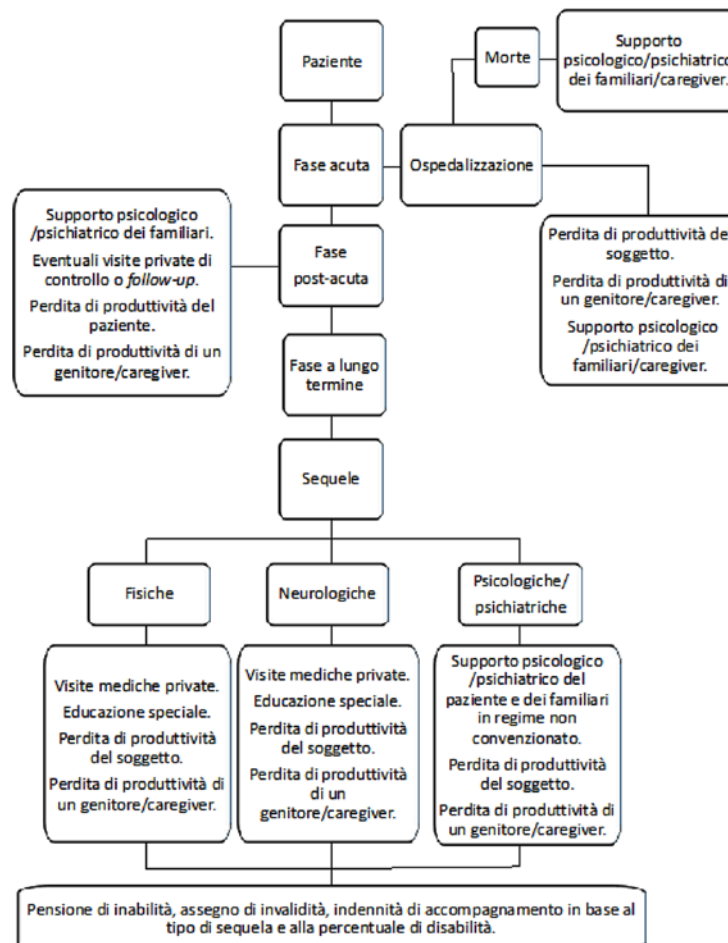 Paziente
Morte
Supporto
psicologico/psichiatrico
dei familiari/caregiver.
Fase acuta
Ospedalizzazione
Supporto psicologico
/psichiatrico dei familiari.
Eventuali visite private di
controllo o follow-up.
Perdita di produttività del
paziente.
Perdita di produttività di un
genitore/caregiver.
Fase
post-acuta
Perdita di produttività del
soggetto.
Perdita di produttività di
un genitore/caregiver.
Supporto psicologico
/psichiatrico dei
familiari/caregiver.
Fase a lungo
termine
Sequele
Fisiche
Neurologiche
Psicologiche/
psichiatriche
Visite mediche private.
Educazione speciale.
Perdita di produttività
del soggetto.
Perdita di produttività di
un genitore/caregiver.
Visite mediche private.
Educazione speciale.
Perdita di produttività
del soggetto.
Perdita di produttività
di un
genitore/caregiver.
Supporto psicologico
/psichiatrico del
paziente e dei familiari
in regime non
convenzionato.
Perdita di produttività
del soggetto.
Perdita di produttività di
un genitore/caregiver.
Pensione di inabilità, assegno di invalidità, indennità di accompagnamento in base al
tipo di sequela e alla percentuale di disabilità.